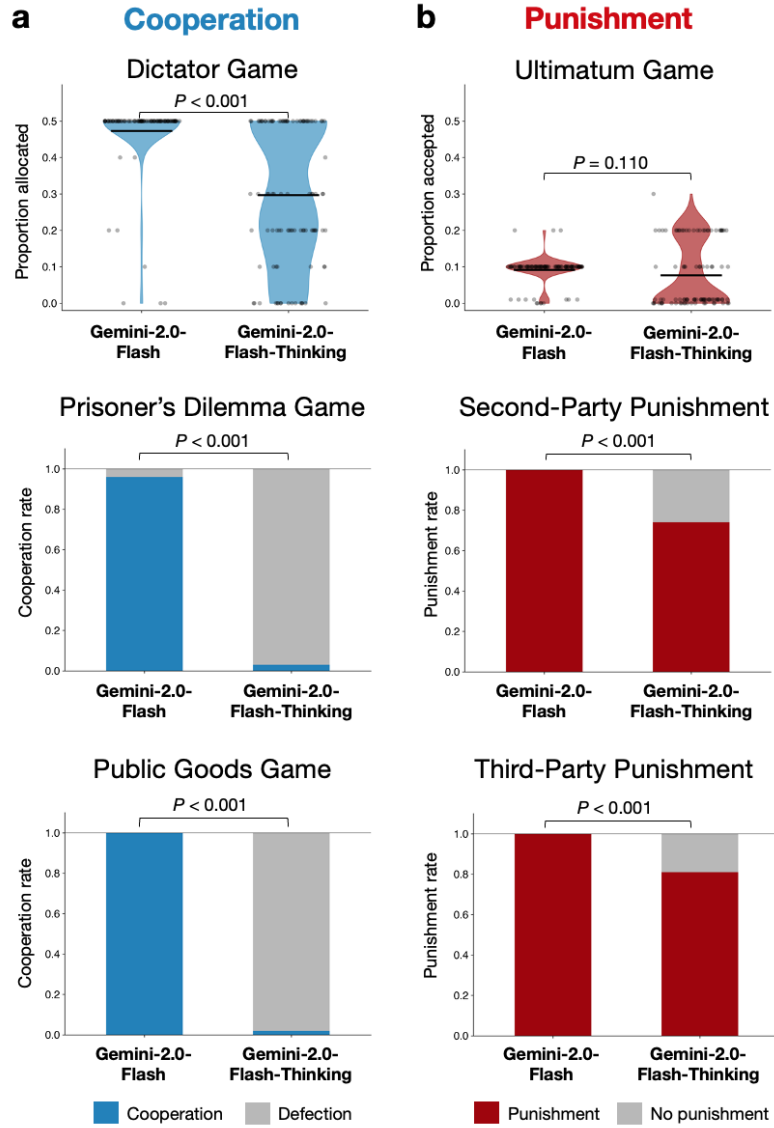 a Cooperation
Dictator Game
P < 0.001
Proportion allocated
0.5
0.4
0.3
0.2
0.1
0.0
Gemini-2.0-
Flash
Gemini-2.0-
Flash-Thinking
Prisoner's Dilemma Game
P < 0.001
Cooperation rate
1.0
0.8
0.6
0.4
0.2
0.0
Gemini-2.0-
Flash
Gemini-2.0-
Flash-Thinking
Public Goods Game
P < 0.001
Cooperation rate
1.0
0.8
0.6
0.4
0.2
0.0
Gemini-2.0-
Flash
Gemini-2.0-
Flash-Thinking
Cooperation
Defection
b Punishment
Ultimatum Game
P = 0.110
Proportion accepted
0.5
0.4
0.3
0.2
0.1
0.0
Gemini-2.0-
Flash
Gemini-2.0-
Flash-Thinking
Second-Party Punishment
P < 0.001
Punishment rate
1.0
0.8
0.6
0.4
0.2
0.0
Gemini-2.0-
Flash
Gemini-2.0-
Flash-Thinking
Third-Party Punishment
P < 0.001
Punishment rate
1.0
0.8
0.6
0.4
0.2
0.0
Gemini-2.0-
Flash
Gemini-2.0-
Flash-Thinking
Punishment
No punishment